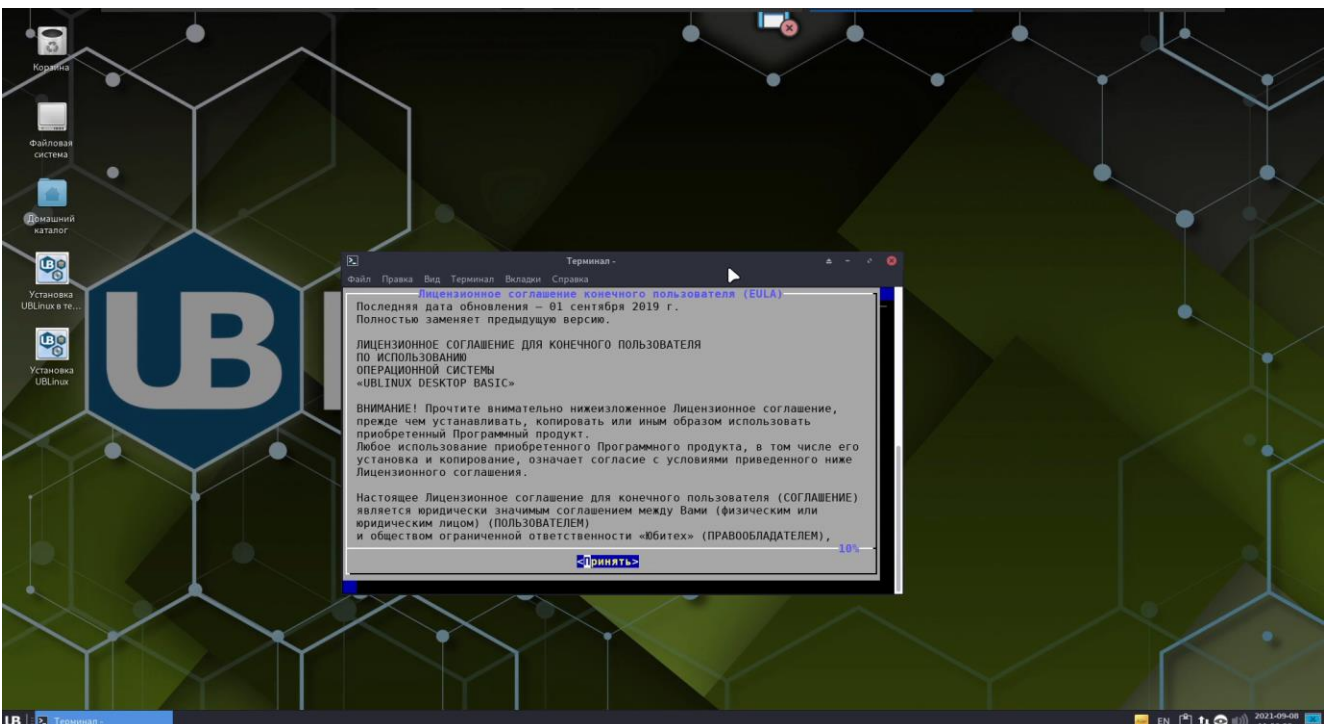 Корзина
Файловая
система
Домашний
каталог
Установка
UBLinux в те...
Установка
UBLinux
UB
Терминал -
Файл Правка Вид Терминал Вкладки Справка
Лицензионное соглашение конечного пользователя (EULA)
Последняя дата обновления — 01 сентября 2019 г.
Полностью заменяет предыдущую версию.
ЛИЦЕНЗИОННОЕ СОГЛАШЕНИЕ ДЛЯ КОНЕЧНОГО ПОЛЬЗОВАТЕЛЯ
ПО ИСПОЛЬЗОВАНИЮ
ОПЕРАЦИОННОЙ СИСТЕМЫ
«UBLINUX DESKTOP BASIC»
ВНИМАНИЕ! Прочтите внимательно нижеизложенное Лицензионное соглашение,
прежде чем устанавливать, копировать или иным образом использовать
приобретенный Программный продукт.
Любое использование приобретенного Программного продукта, в том числе его
установка и копирование, означает согласие с условиями приведенного ниже
Лицензионного соглашения.
Настоящее Лицензионное соглашение для конечного пользователя (СОГЛАШЕНИЕ)
является юридически значимым соглашением между Вами (физическим или
юридическим лицом) (ПОЛЬЗОВАТЕЛЕМ)
и обществом ограниченной ответственности «Юбитех» (ПРАВООБЛАДАТЕЛЕМ),
10%
<Принять>
UB
Терминал -
EN
2021-09-08